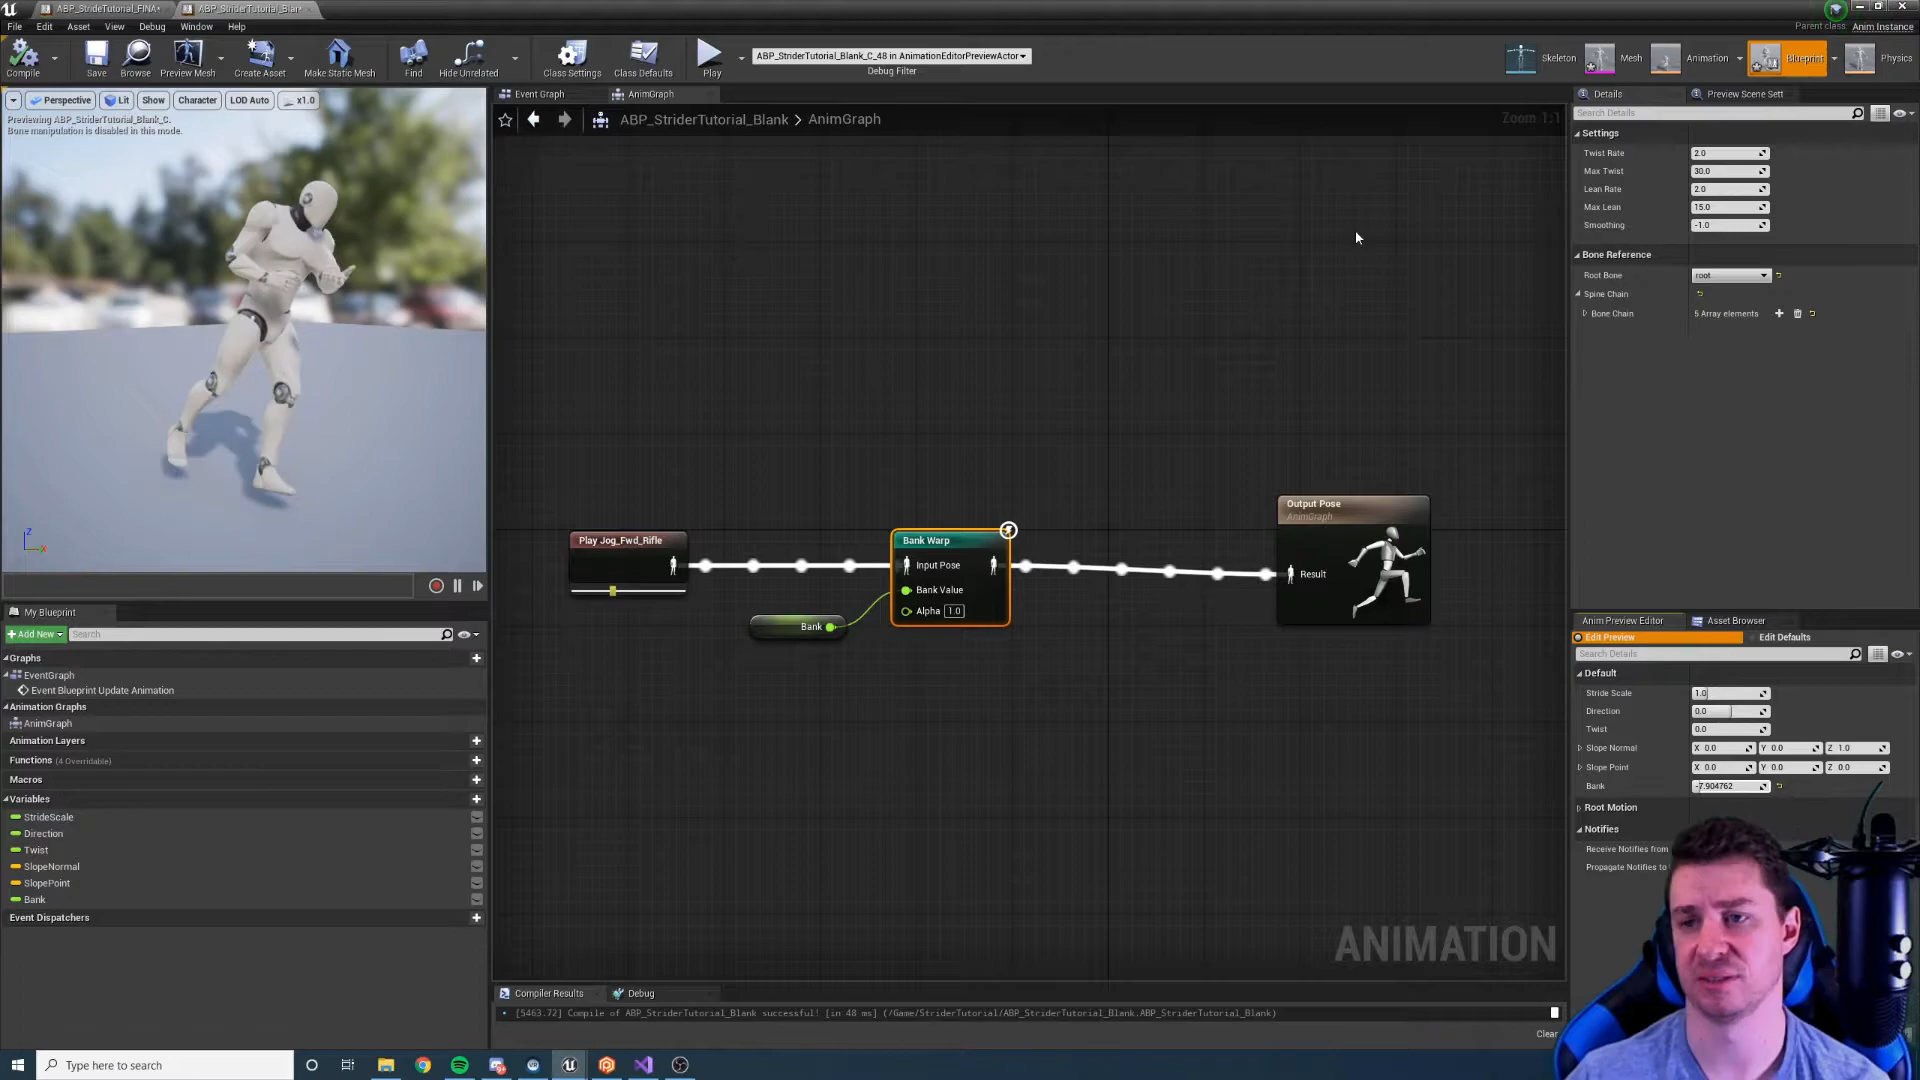 ABP_StrideTutorial_FINA*
ABP_StriderTutorial_Blar*
File Edit Asset View Debug Window Help
Parent class: Anim Instance
Compile
Save
Browse
Preview Mesh
Create Asset
Make Static Mesh
Find
Hide Unrelated
Class Settings
Class Defaults
Play
ABP_StriderTutorial_Blank_C_48 in AnimationEditorPreviewActor
Debug Filter
Skeleton
Mesh
Animation
Blueprint
Physics
Perspective Lit Show Character LOD Auto x1.0
Previewing ABP_StriderTutorial_Blank_C.
Bone manipulation is disabled in this mode.
Z
X
Event Graph
AnimGraph
ABP_StriderTutorial_Blank > AnimGraph
Zoom 1:1
Play Jog_Fwd_Rifle
Bank
Bank Warp
Input Pose
Bank Value
Alpha 1.0
Output Pose
AnimGraph
Result
ANIMATION
Details
Preview Scene Sett
Search Details
Settings
Twist Rate 2.0
Max Twist 30.0
Lean Rate 2.0
Max Lean 15.0
Smoothing -1.0
Bone Reference
Root Bone root
Spine Chain
Bone Chain 5 Array elements
My Blueprint
Add New
Search
Graphs
EventGraph
Event Blueprint Update Animation
Animation Graphs
AnimGraph
Animation Layers
Functions (4 Overridable)
Macros
Variables
StrideScale
Direction
Twist
SlopeNormal
SlopePoint
Bank
Event Dispatchers
Anim Preview Editor
Asset Browser
Edit Preview
Edit Defaults
Search Details
Default
Stride Scale 1.0
Direction 0.0
Twist 0.0
Slope Normal X 0.0 Y 0.0 Z 1.0
Slope Point X 0.0 Y 0.0 Z 0.0
Bank -7.904762
Root Motion
Notifies
Receive Notifies from
Propagate Notifies to
Compiler Results
Debug
[5463.72] Compile of ABP_StriderTutorial_Blank successful! [in 48 ms] (/Game/StriderTutorial/ABP_StriderTutorial_Blank.ABP_StriderTutorial_Blank)
Clear
Type here to search